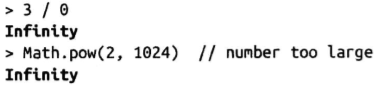 > 3 / 0
Infinity
> Math.pow(2, 1024)  // number too large
Infinity